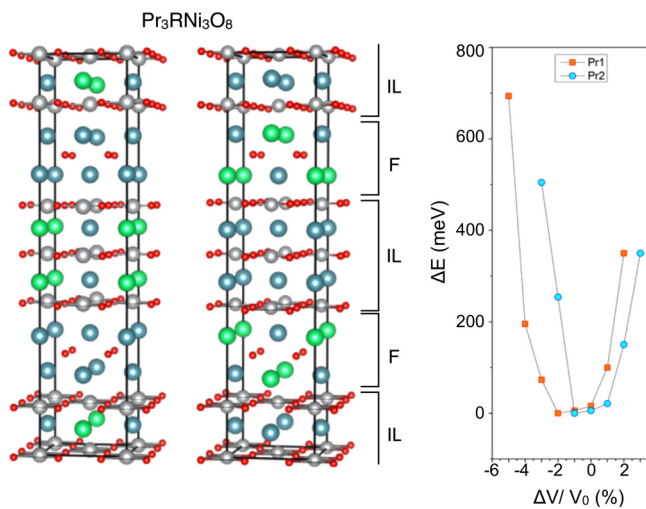 Pr₃RNi₃O₈
IL
F
IL
F
IL
Pr1
Pr2
ΔE (meV)
800
600
400
200
0
-6 -4 -2 0 2
ΔV/ V₀ (%)